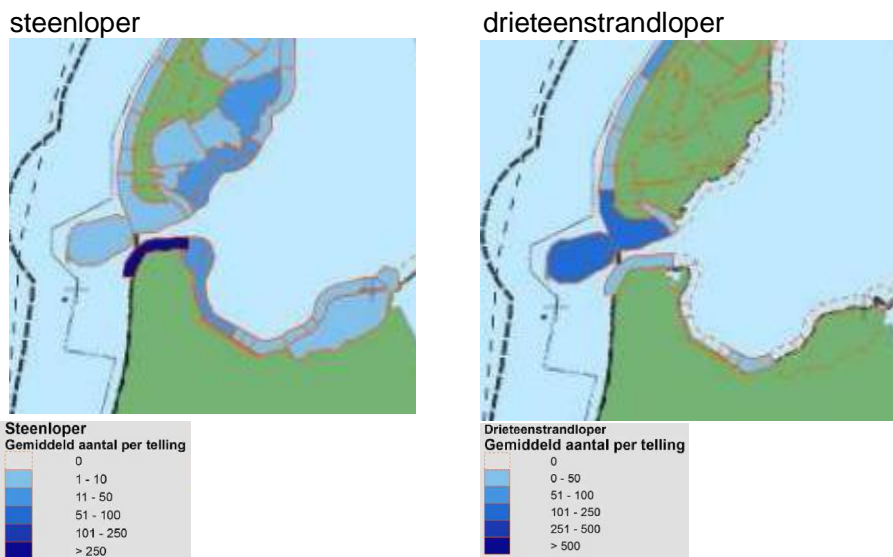 steenloper
drieteenstrandloper
Steenloper
Gemiddeld aantal per telling
0
1 - 10
11 - 50
51 - 100
101 - 250
> 250
Drieteenstrandloper
Gemiddeld aantal per telling
0
0 - 50
51 - 100
101 - 250
251 - 500
> 500